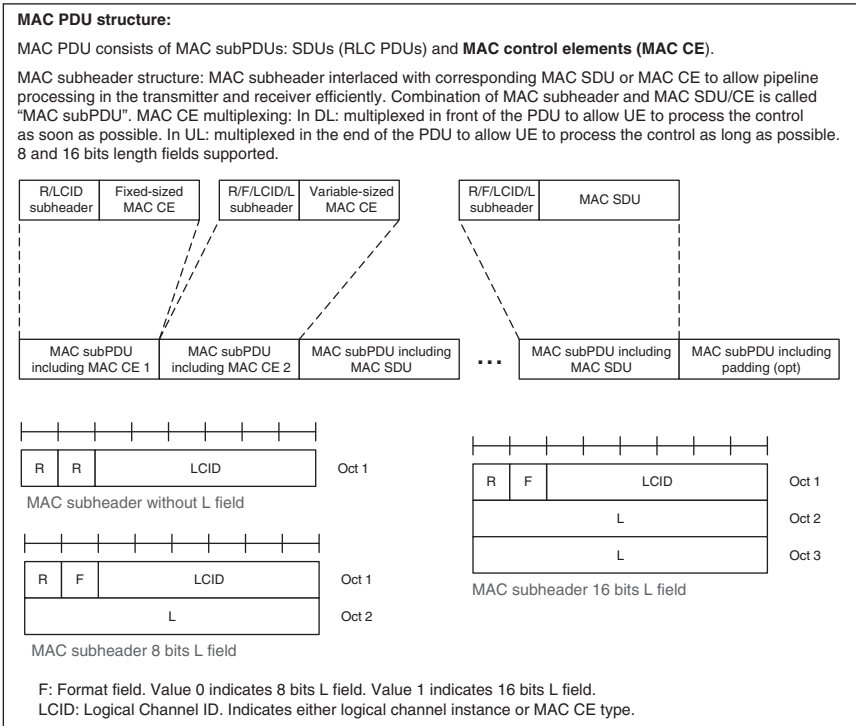 MAC PDU structure:
MAC PDU consists of MAC subPDUs: SDUs (RLC PDUs) and MAC control elements (MAC CE).
MAC subheader structure: MAC subheader interlaced with corresponding MAC SDU or MAC CE to allow pipeline
processing in the transmitter and receiver efficiently. Combination of MAC subheader and MAC SDU/CE is called
“MAC subPDU”. MAC CE multiplexing: In DL: multiplexed in front of the PDU to allow UE to process the control
as soon as possible. In UL: multiplexed in the end of the PDU to allow UE to process the control as long as possible.
8 and 16 bits length fields supported.
R/LCID
subheader
Fixed-sized
MAC CE
R/F/LCID/L
subheader
Variable-sized
MAC CE
R/F/LCID/L
subheader
MAC SDU
MAC subPDU
including MAC CE 1
MAC subPDU
including MAC CE 2
MAC subPDU including
MAC SDU
...
MAC subPDU including
MAC SDU
MAC subPDU including
padding (opt)
R
R
LCID
Oct 1
MAC subheader without L field
R
F
LCID
Oct 1
L
Oct 2
MAC subheader 8 bits L field
R
F
LCID
Oct 1
L
Oct 2
L
Oct 3
MAC subheader 16 bits L field
F: Format field. Value 0 indicates 8 bits L field. Value 1 indicates 16 bits L field.
LCID: Logical Channel ID. Indicates either logical channel instance or MAC CE type.